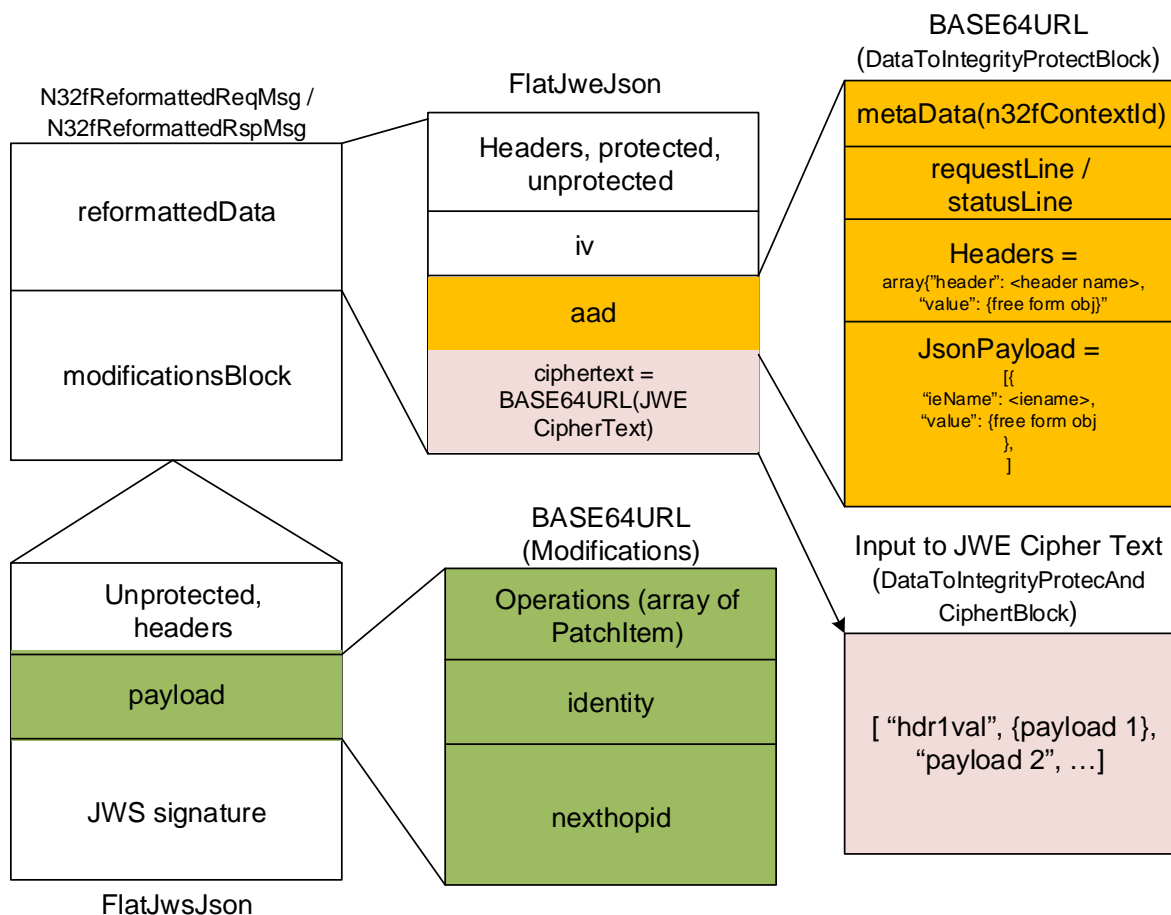 N32fReformattedReqMsg /
N32fReformattedRspMsg
reformattedData
modificationsBlock
FlatJweJson
Headers, protected,
unprotected
iv
aad
ciphertext =
BASE64URL(JWE
CipherText)
BASE64URL
(DataToIntegrityProtectBlock)
metaData(n32fContextId)
requestLine /
statusLine
Headers =
array{”header”: <header name>,
“value”: {free form obj}”
JsonPayload =
[{
“ieName”: <iename>,
“value”: {free form obj
},
]
Unprotected,
headers
payload
JWS signature
FlatJwsJson
BASE64URL
(Modifications)
Operations (array of
PatchItem)
identity
nexthopid
Input to JWE Cipher Text
(DataToIntegrityProtecAnd
CiphertBlock)
[ “hdr1val”, {payload 1},
“payload 2”, …]